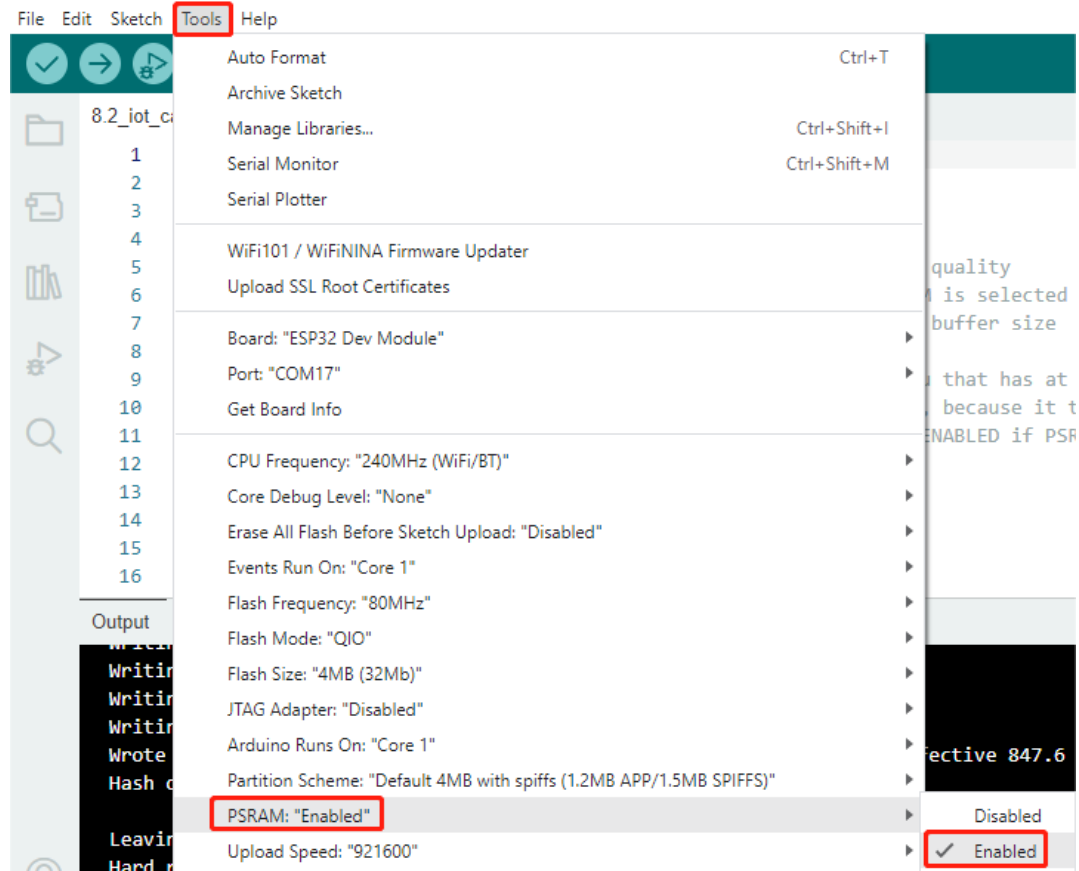 File Edit Sketch Tools Help
Auto Format Ctrl+T
Archive Sketch
8.2_iot_ca
Manage Libraries... Ctrl+Shift+I
1
Serial Monitor Ctrl+Shift+M
2
Serial Plotter
3
4
WiFi101 / WiFiNINA Firmware Updater
5 quality
Upload SSL Root Certificates
6 is selected
7 buffer size
Board: "ESP32 Dev Module"
8
Port: "COM17"
9 that has at
10 , because it t
Get Board Info
11 ENABLED if PSR
12
CPU Frequency: "240MHz (WiFi/BT)"
13
Core Debug Level: "None"
14
Erase All Flash Before Sketch Upload: "Disabled"
15
Events Run On: "Core 1"
16
Flash Frequency: "80MHz"
Output
Flash Mode: "QIO"
Writin
Flash Size: "4MB (32Mb)"
Writin
JTAG Adapter: "Disabled"
Writin
Arduino Runs On: "Core 1"
Wrote fective 847.6
Hash
Partition Scheme: "Default 4MB with spiffs (1.2MB APP/1.5MB SPIFFS)"
PSRAM: "Enabled" Disabled
Leavin
Upload Speed: "921600" Enabled
Hard